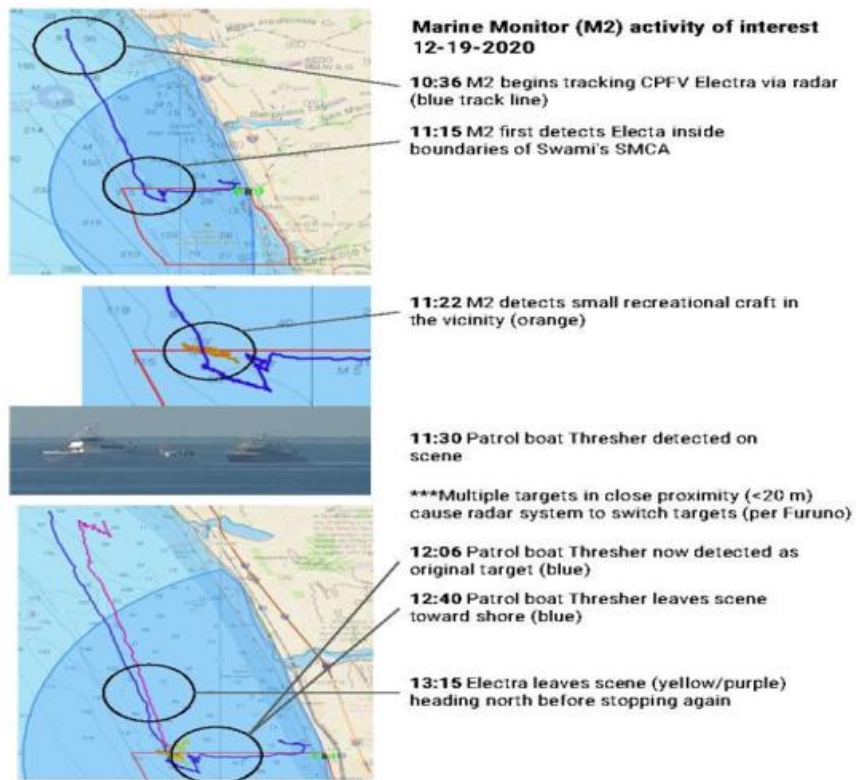 Marine Monitor (M2) activity of interest
12-19-2020
10:36 M2 begins tracking CPFV Electra via radar
(blue track line)
11:15 M2 first detects Electa inside
boundaries of Swami's SMCA
11:22 M2 detects small recreational craft in
the vicinity (orange)
11:30 Patrol boat Thresher detected on
scene
***Multiple targets in close proximity (<20 m)
cause radar system to switch targets (per Furuno)
12:06 Patrol boat Thresher now detected as
original target (blue)
12:40 Patrol boat Thresher leaves scene
toward shore (blue)
13:15 Electra leaves scene (yellow/purple)
heading north before stopping again